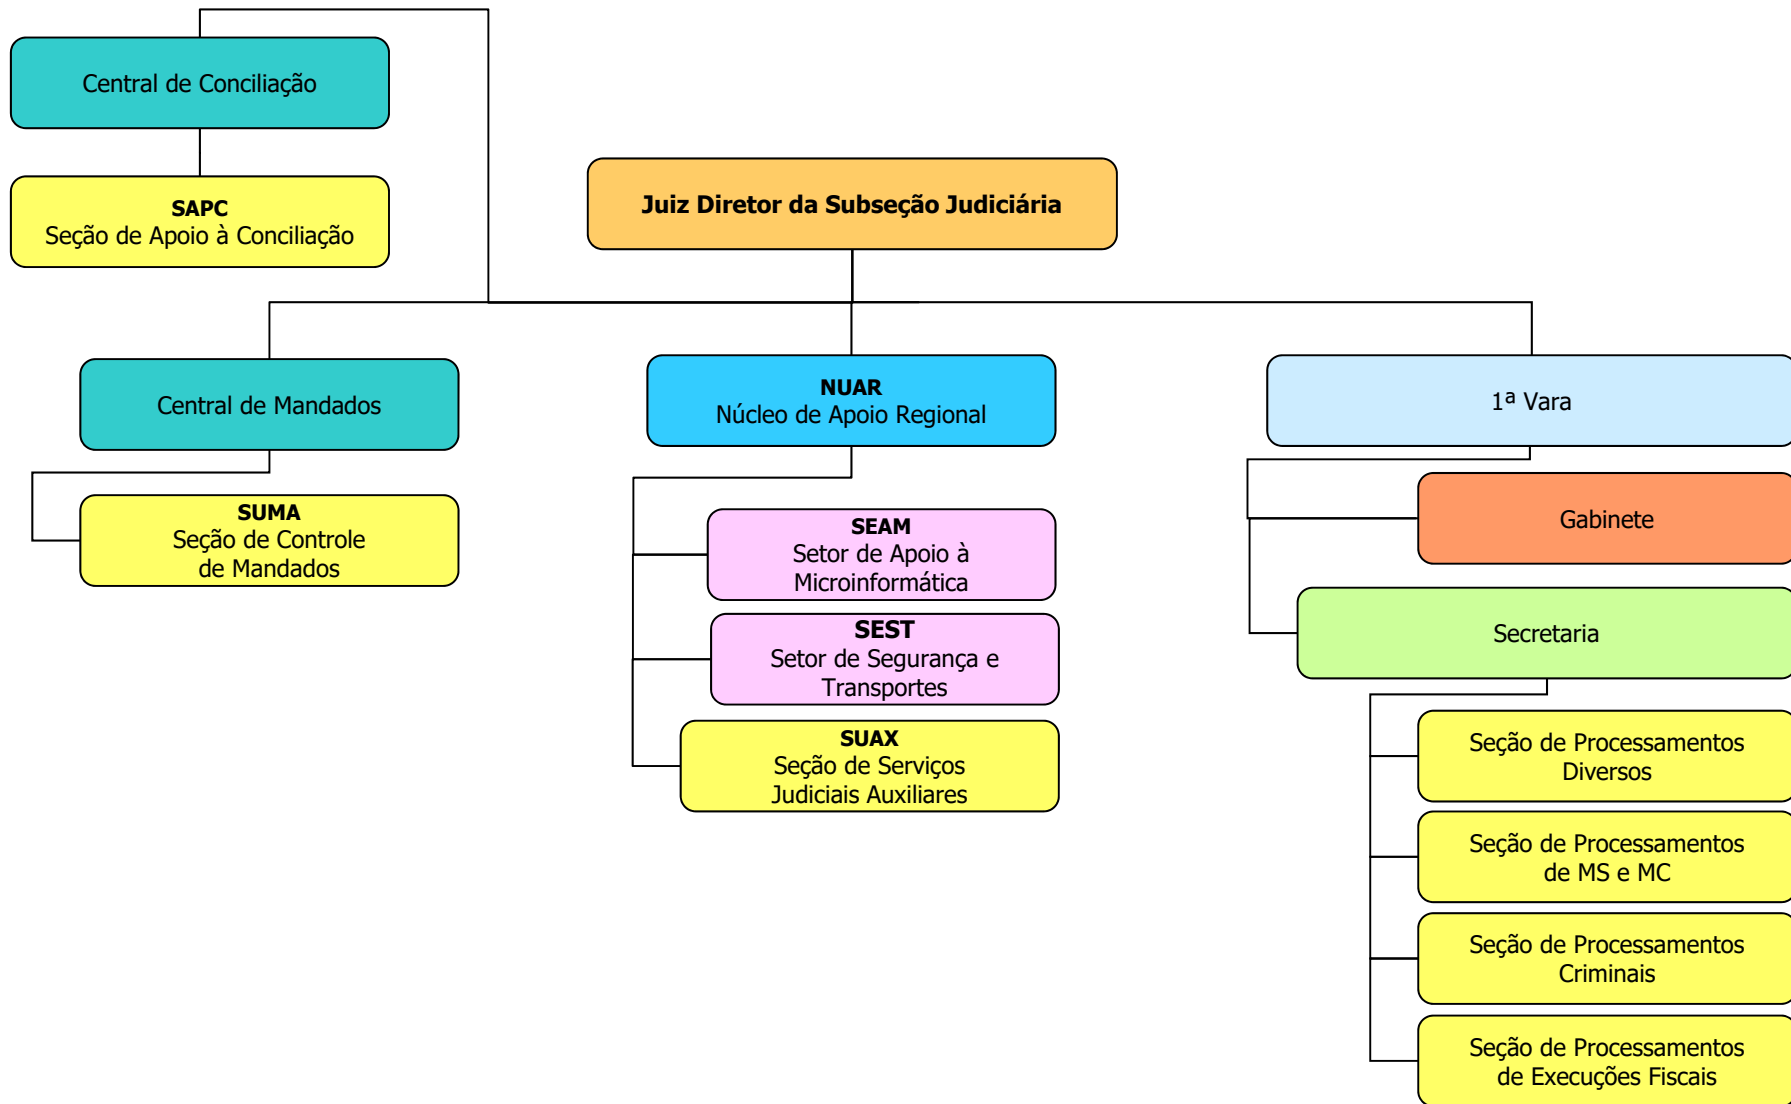 Central de Conciliação
SAPC
Seção de Apoio à Conciliação
Juiz Diretor da Subseção Judiciária
Central de Mandados
SUMA
Seção de Controle
de Mandados
NUAR
Núcleo de Apoio Regional
SEAM
Setor de Apoio à
Microinformática
SEST
Setor de Segurança e
Transportes
SUAX
Seção de Serviços
Judiciais Auxiliares
1ª Vara
Gabinete
Secretaria
Seção de Processamentos
Diversos
Seção de Processamentos
de MS e MC
Seção de Processamentos
Criminais
Seção de Processamentos
de Execuções Fiscais